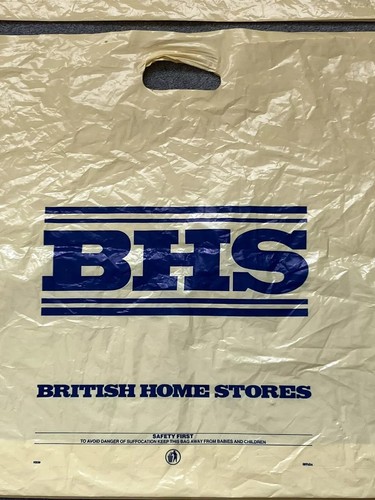 BHS
BRITISH HOME STORES
SAFETY FIRST
TO AVOID DANGER OF SUFFOCATION KEEP THIS BAG AWAY FROM BABIES AND CHILDREN